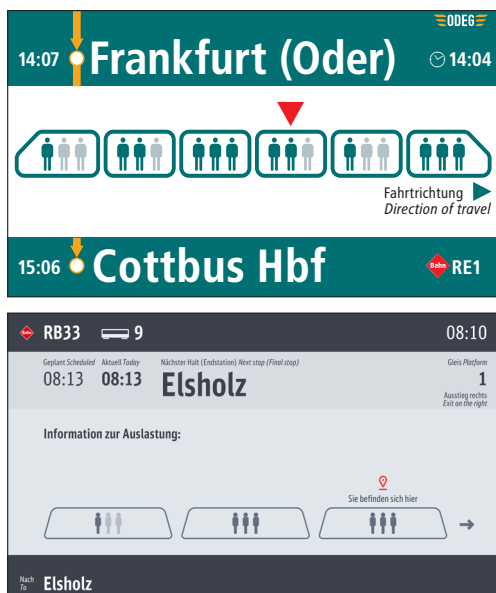 ODEG
14:07 Frankfurt (Oder) 14:04
Fahrtrichtung
Direction of travel
15:06 Cottbus Hbf Bahn RE1
Bahn RB33 9 08:10
Geplant Scheduled Aktuell Today Nächster Halt (Endstation) Next stop (Final stop) Gleis Platform
08:13 08:13 Elsholz 1
Ausstieg rechts
Exit on the right
Information zur Auslastung:
Sie befinden sich hier
Nach
To Elsholz